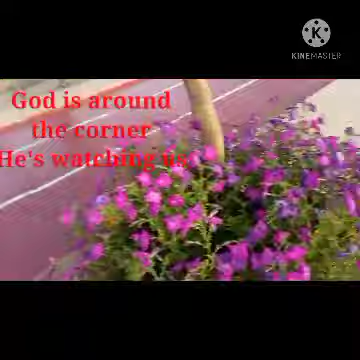 KINEMASTER
God is around
the corner
He's watching us